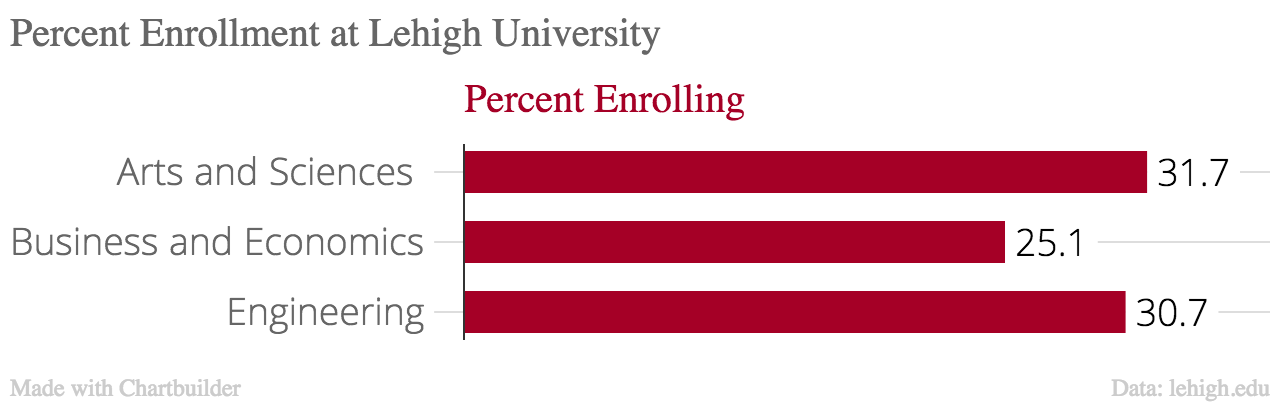 Percent Enrollment at Lehigh University
Percent Enrolling
Arts and Sciences 31.7
Business and Economics 25.1
Engineering 30.7
Made with Chartbuilder Data: lehigh.edu